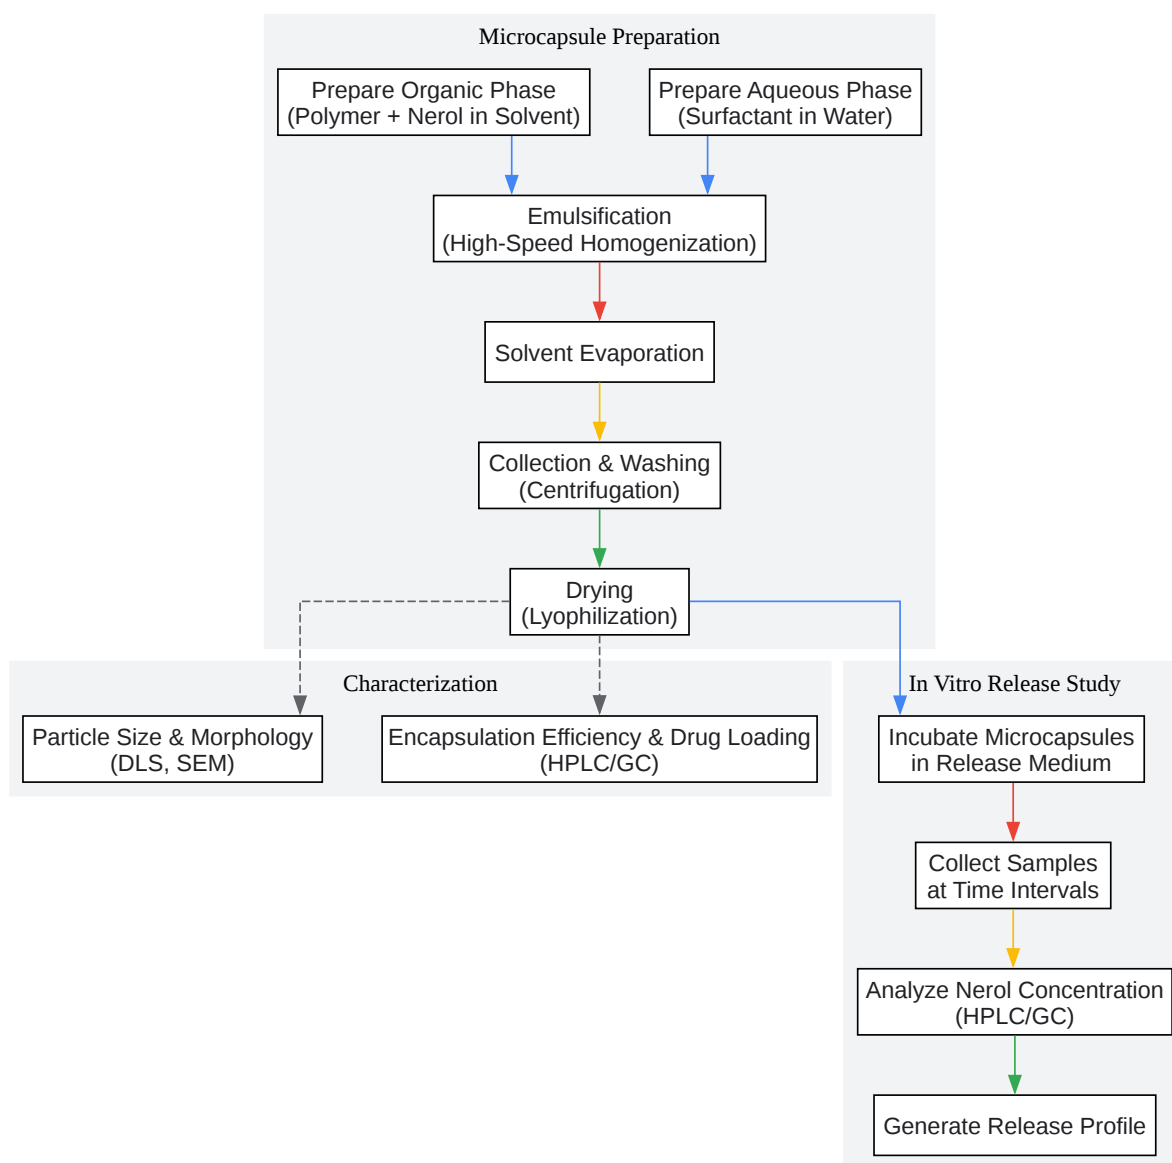 Microcapsule Preparation
Prepare Organic Phase
(Polymer + Nerol in Solvent)
Prepare Aqueous Phase
(Surfactant in Water)
Emulsification
(High-Speed Homogenization)
Solvent Evaporation
Collection & Washing
(Centrifugation)
Drying
(Lyophilization)
Characterization
Particle Size & Morphology
(DLS, SEM)
Encapsulation Efficiency & Drug Loading
(HPLC/GC)
In Vitro Release Study
Incubate Microcapsules
in Release Medium
Collect Samples
at Time Intervals
Analyze Nerol Concentration
(HPLC/GC)
Generate Release Profile